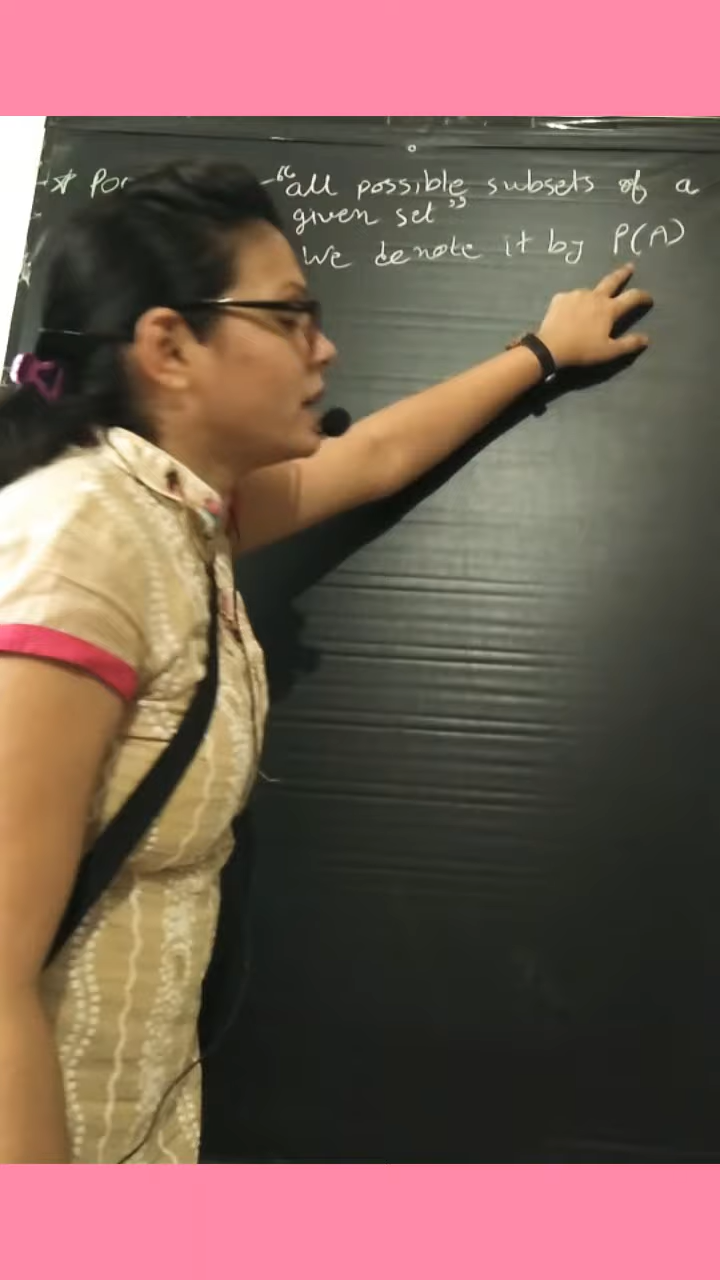 * Po - "all possible subsets of a
given set"
We denote it by P(A)